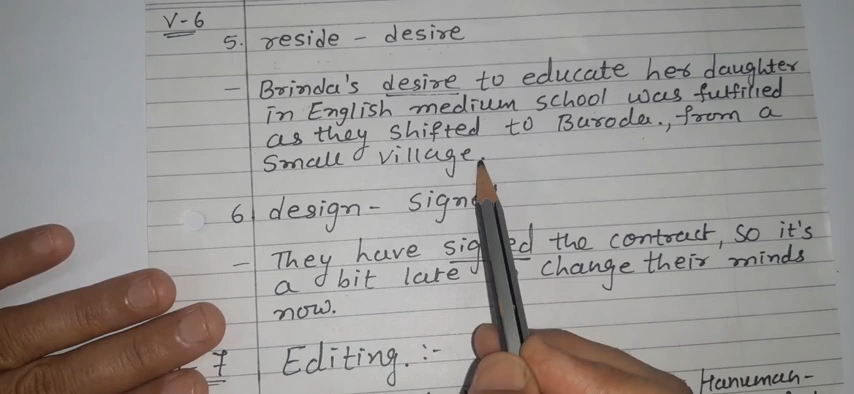 V-6
5. reside - desire
- Brinda's desire to educate her daughter
in English medium school was fulfilled
as they shifted to Baroda., from a
small village.
6. design -
- They have the contract, so it's
a bit late change their minds
now.
7 Editing. :-
Hanuman-